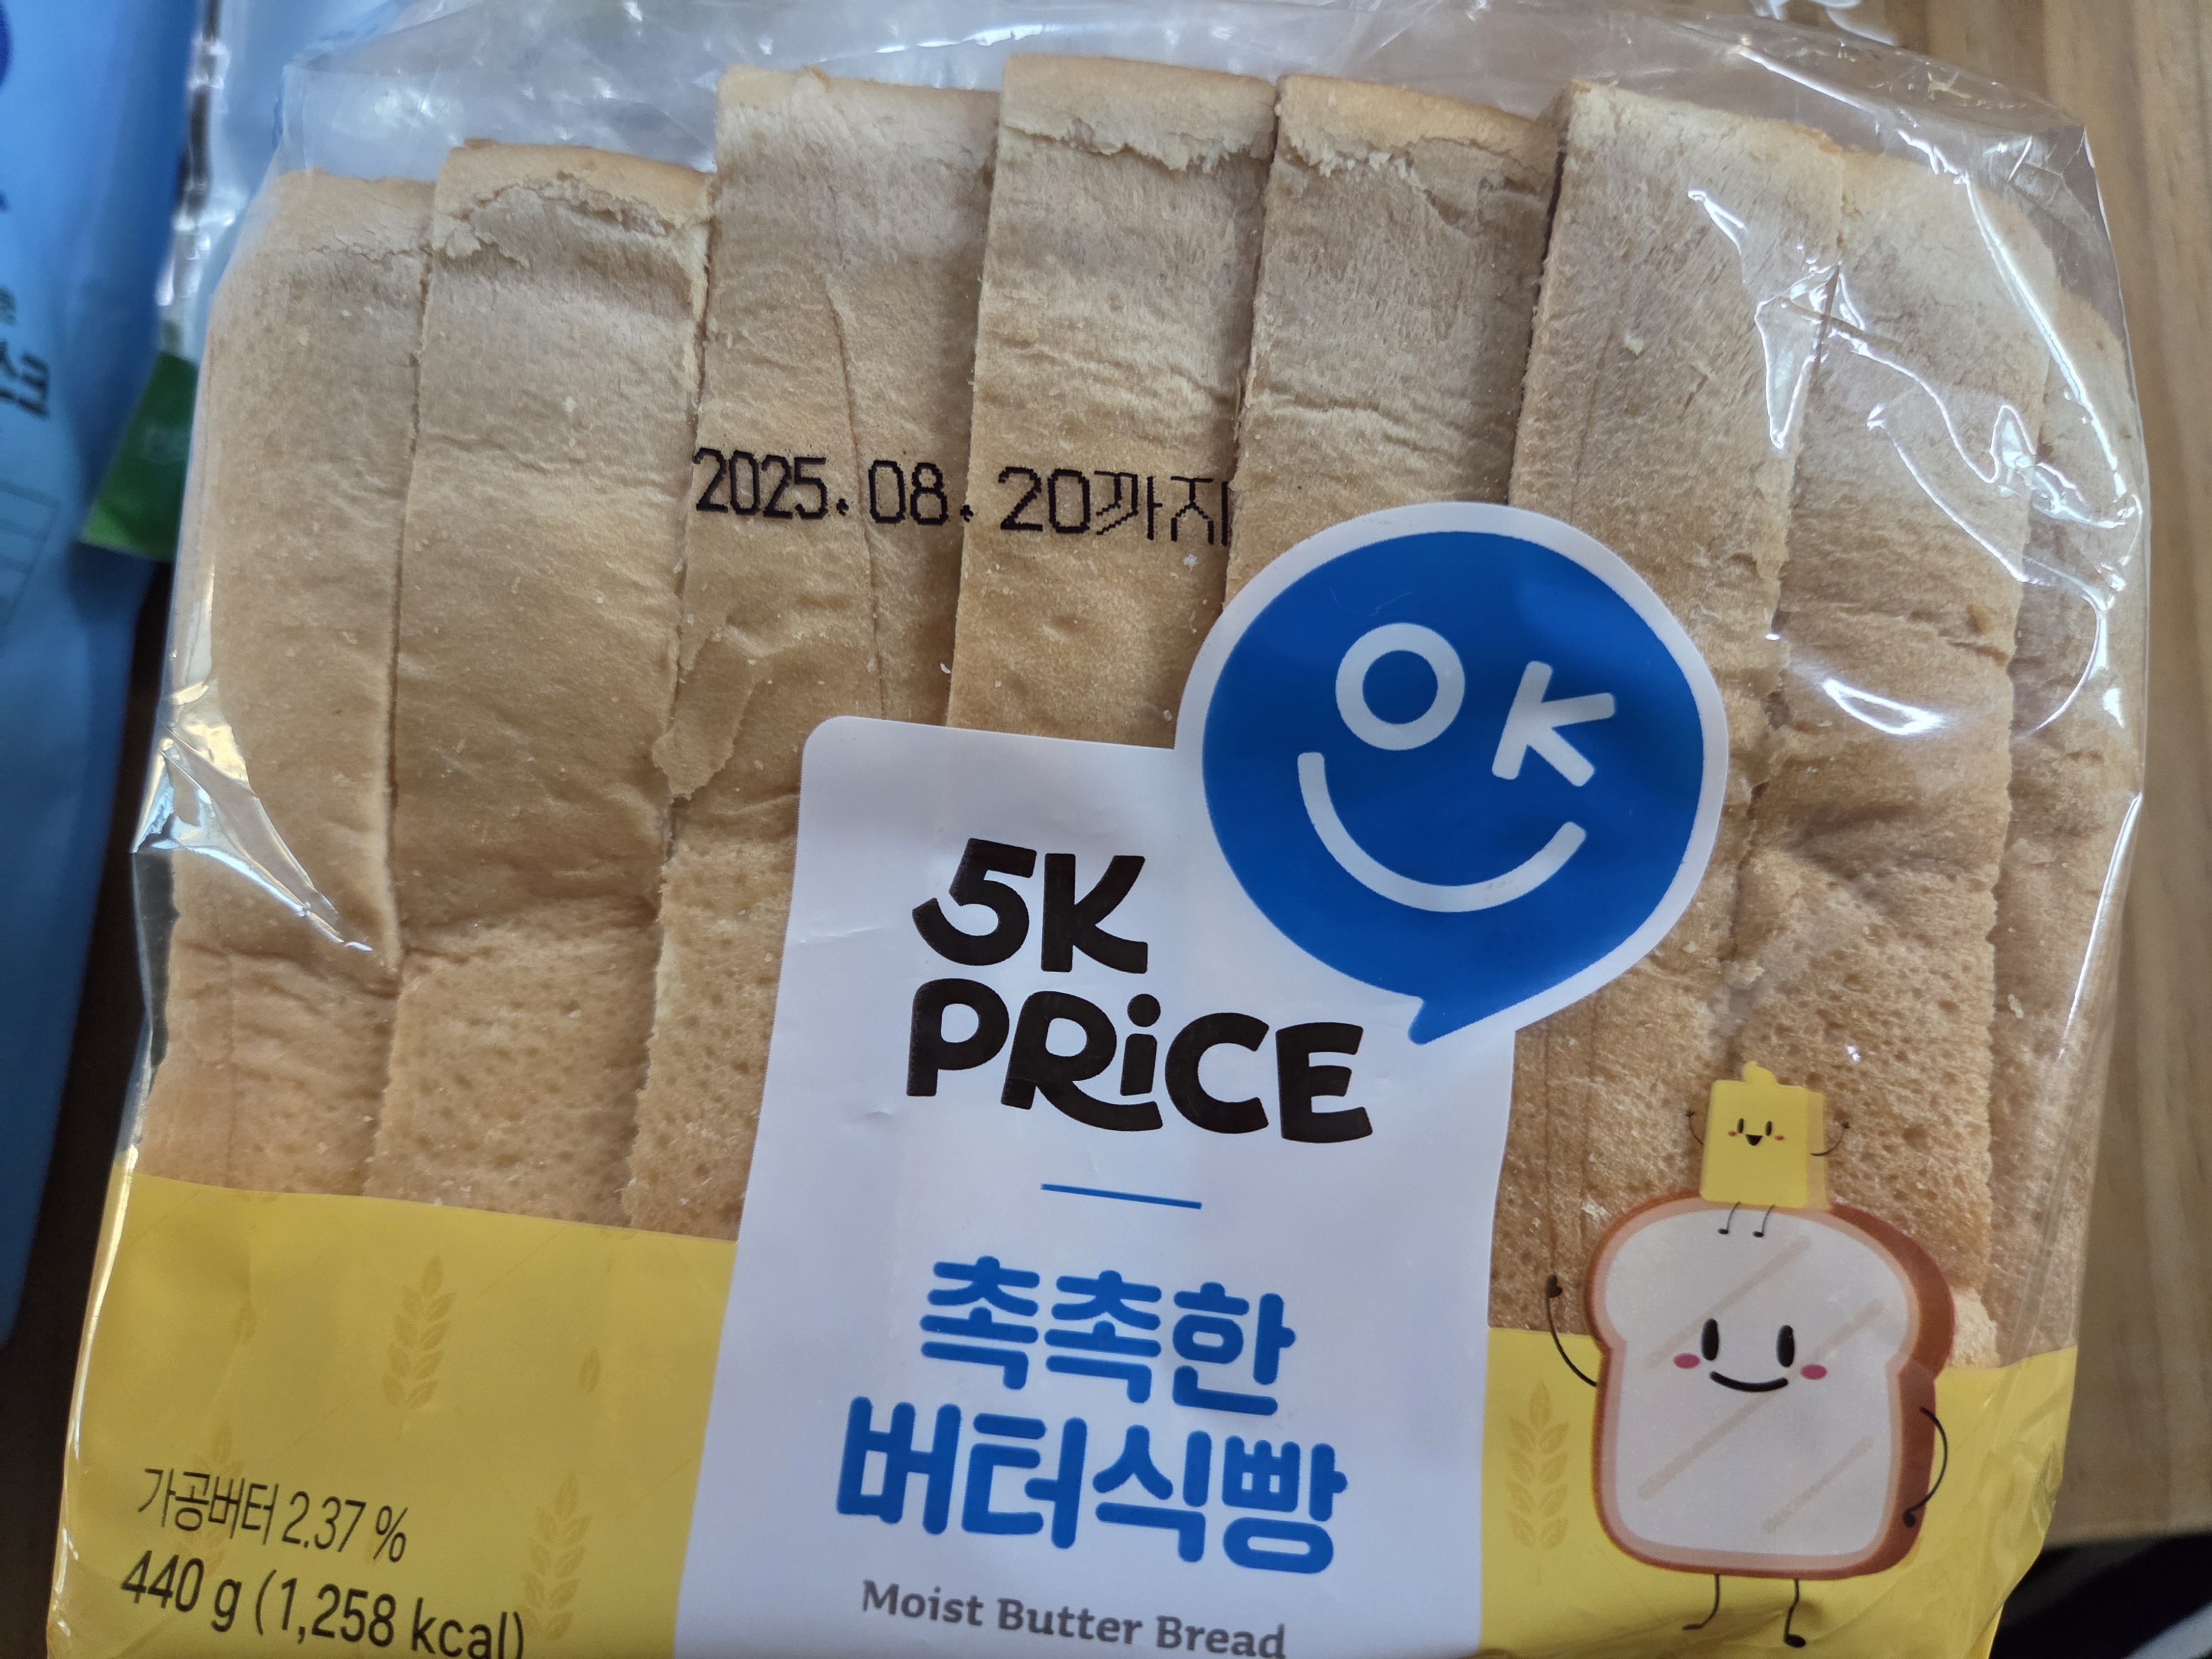 2025.08.20까지
OK
5K
PRiCE
촉촉한
버터식빵
Moist Butter Bread
가공버터 2.37 %
440 g (1,258 kcal)